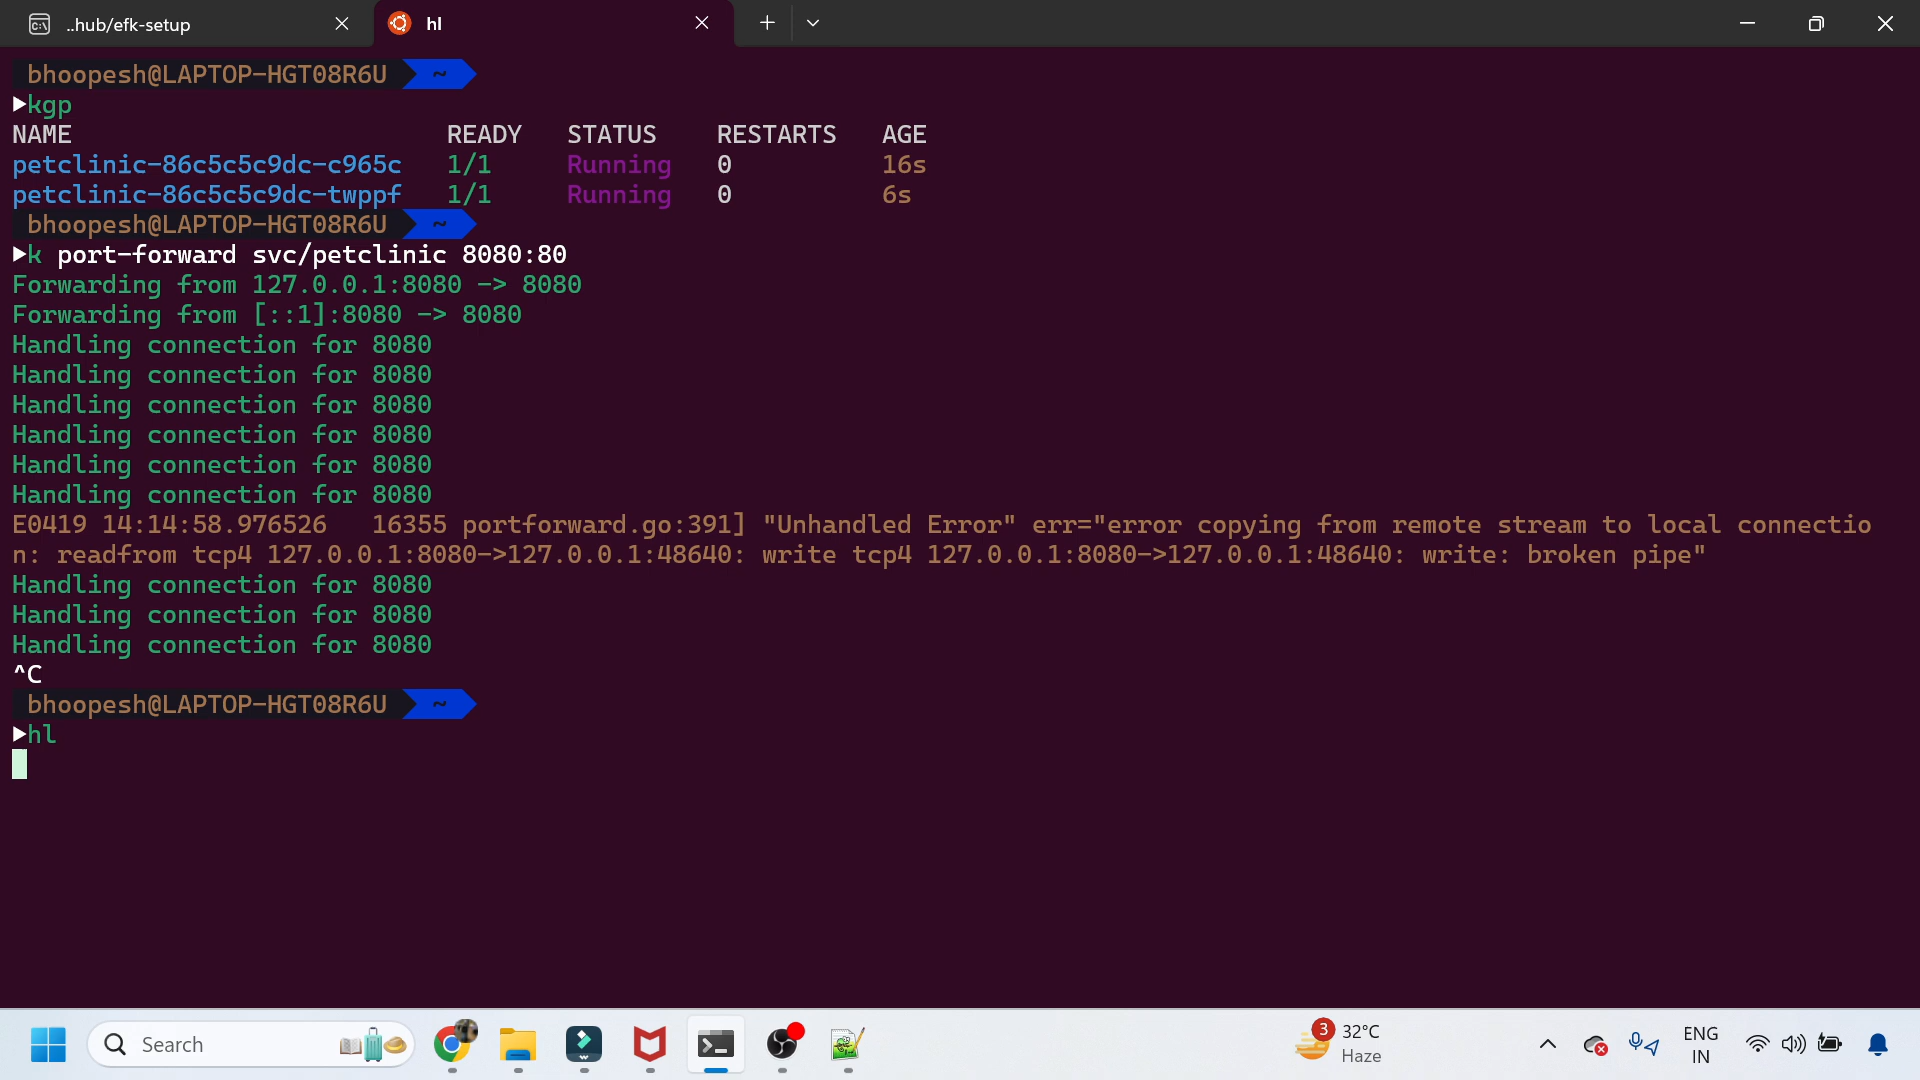 ..hub/efk-setup
hl
bhoopesh@LAPTOP-HGT08R6U ~
kgp
NAME READY STATUS RESTARTS AGE
petclinic-86c5c5c9dc-c965c 1/1 Running 0 16s
petclinic-86c5c5c9dc-twppf 1/1 Running 0 6s
bhoopesh@LAPTOP-HGT08R6U ~
k port-forward svc/petclinic 8080:80
Forwarding from 127.0.0.1:8080 -> 8080
Forwarding from [::1]:8080 -> 8080
Handling connection for 8080
Handling connection for 8080
Handling connection for 8080
Handling connection for 8080
Handling connection for 8080
Handling connection for 8080
E0419 14:14:58.976526 16355 portforward.go:391] "Unhandled Error" err="error copying from remote stream to local connectio
n: readfrom tcp4 127.0.0.1:8080->127.0.0.1:48640: write tcp4 127.0.0.1:8080->127.0.0.1:48640: write: broken pipe"
Handling connection for 8080
Handling connection for 8080
Handling connection for 8080
^C
bhoopesh@LAPTOP-HGT08R6U ~
hl
Search
3
32°C
Haze
ENG
IN